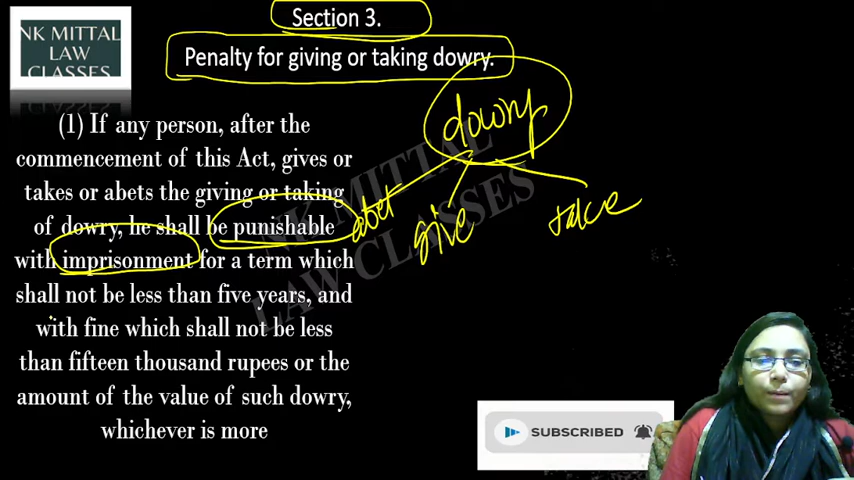 Section 3.
NK MITTAL
LAW
CLASSES
Penalty for giving or taking dowry.
dowry
(1) If any person, after the
commencement of this Act, gives or
takes or abets the giving or taking
of dowry, he shall be punishable
with imprisonment for a term which
shall not be less than five years, and
with fine which shall not be less
than fifteen thousand rupees or the
amount of the value of such dowry,
whichever is more
abet give take
NK MITTAL
LAW CLASSES
SUBSCRIBED